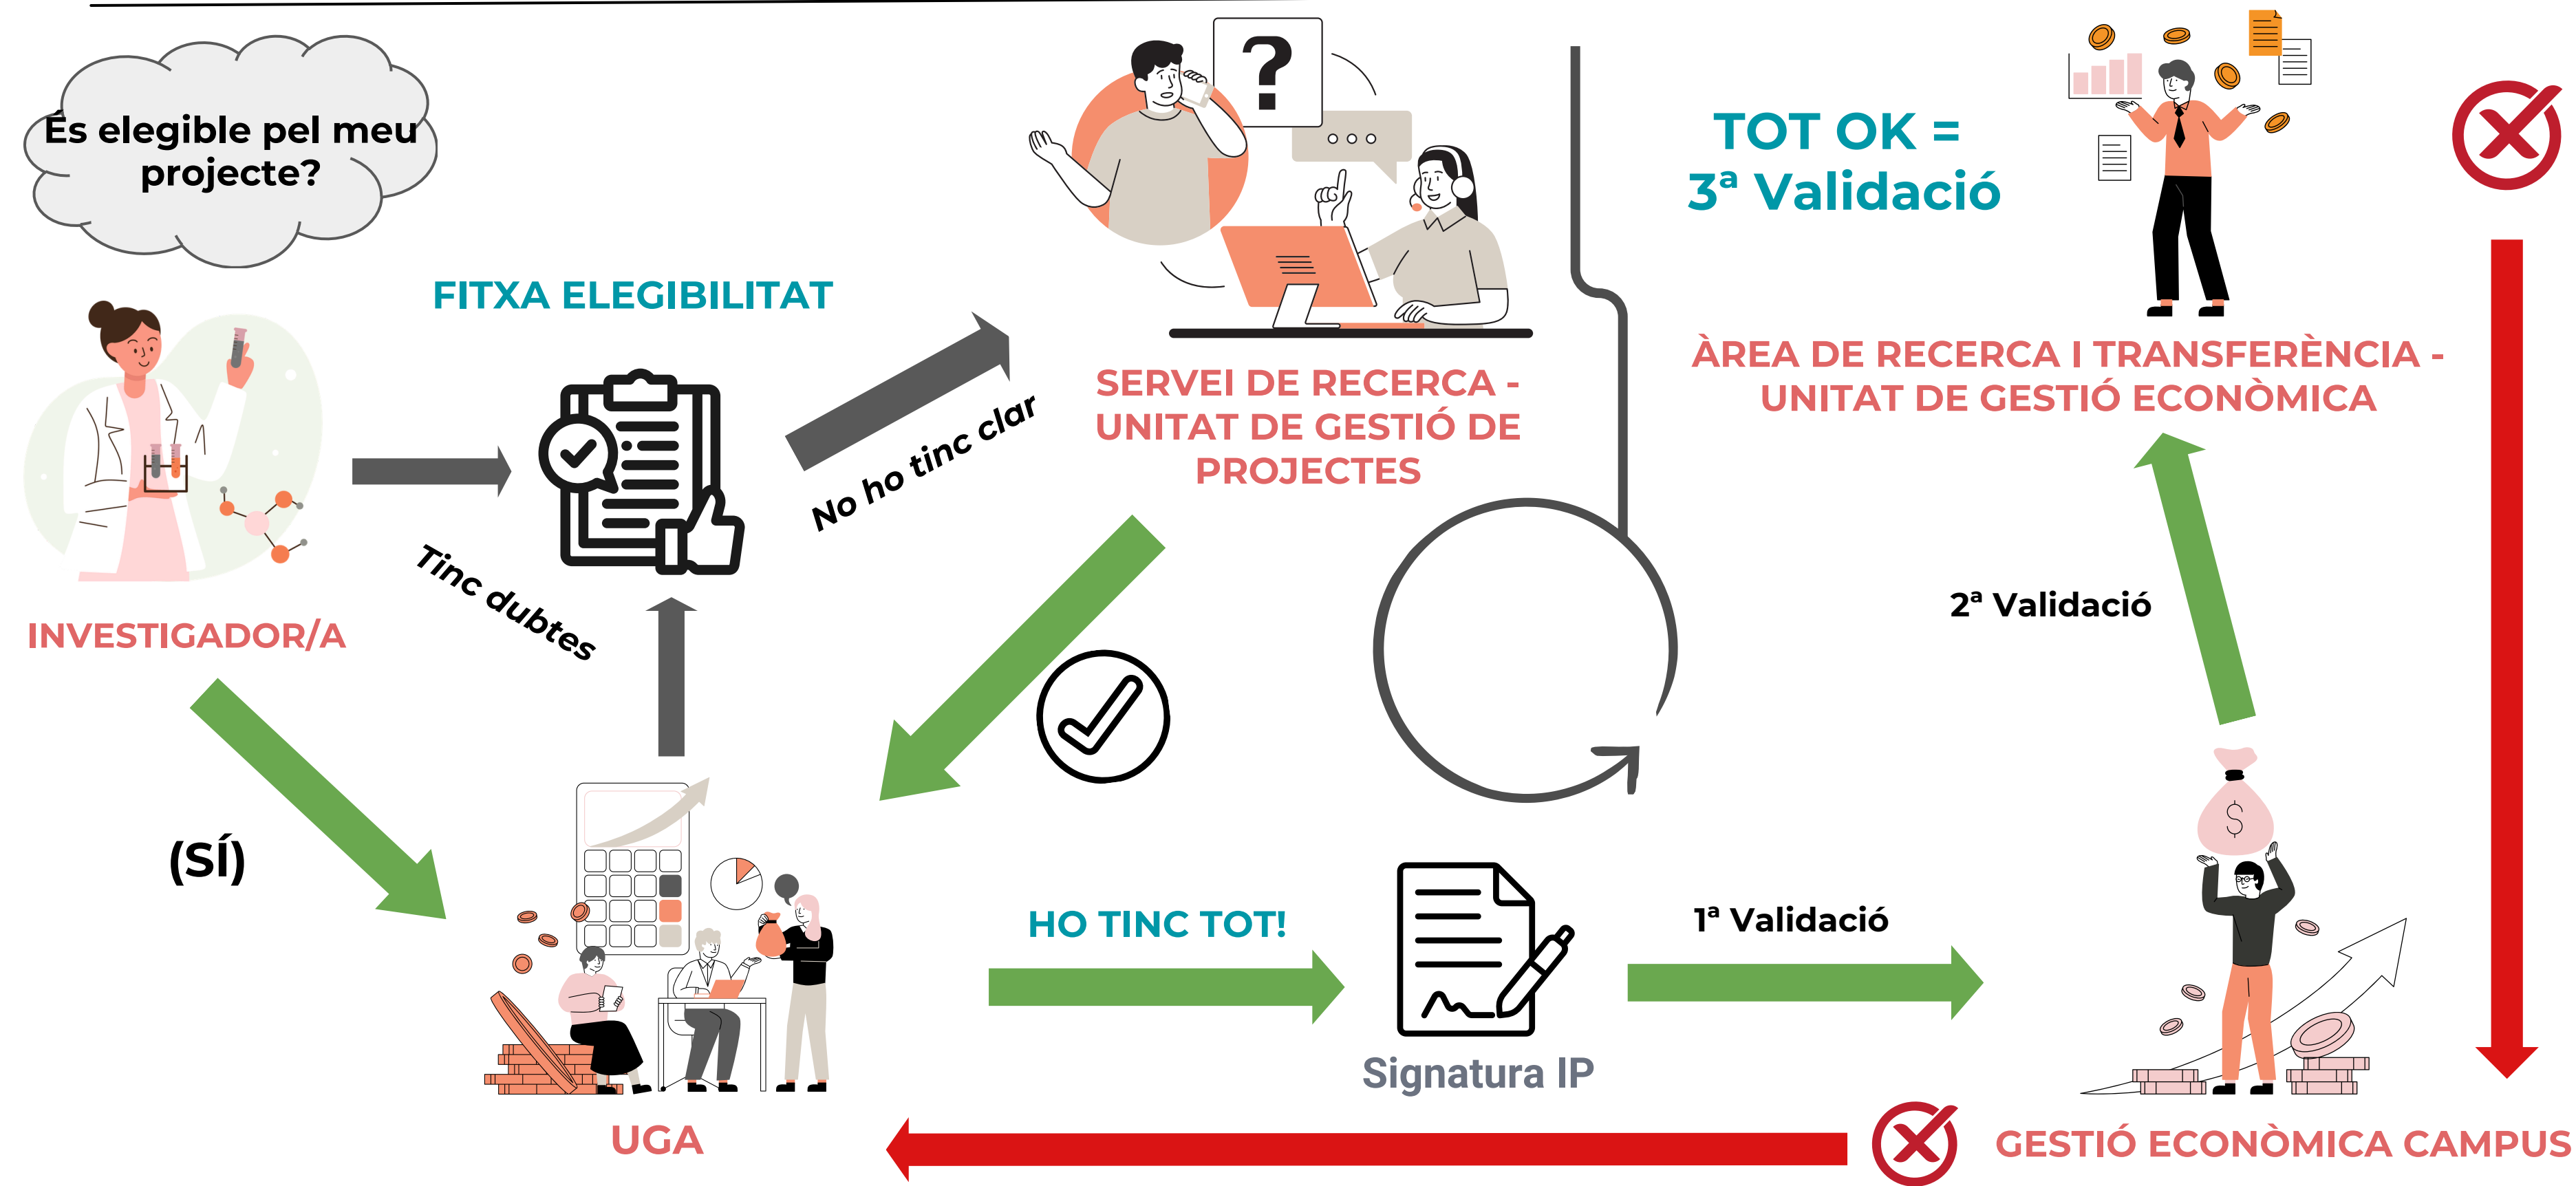 És elegible pel meu
projecte?
FITXA ELEGIBILITAT
INVESTIGADOR/A
Tinc dubtes
No ho tinc clar
?
SERVEI DE RECERCA -
UNITAT DE GESTIÓ DE
PROJECTES
TOT OK =
3ª Validació
ÀREA DE RECERCA I TRANSFERÈNCIA -
UNITAT DE GESTIÓ ECONÒMICA
2ª Validació
(SÍ)
UGA
HO TINC TOT!
Signatura IP
1ª Validació
$
GESTIÓ ECONÒMICA CAMPUS